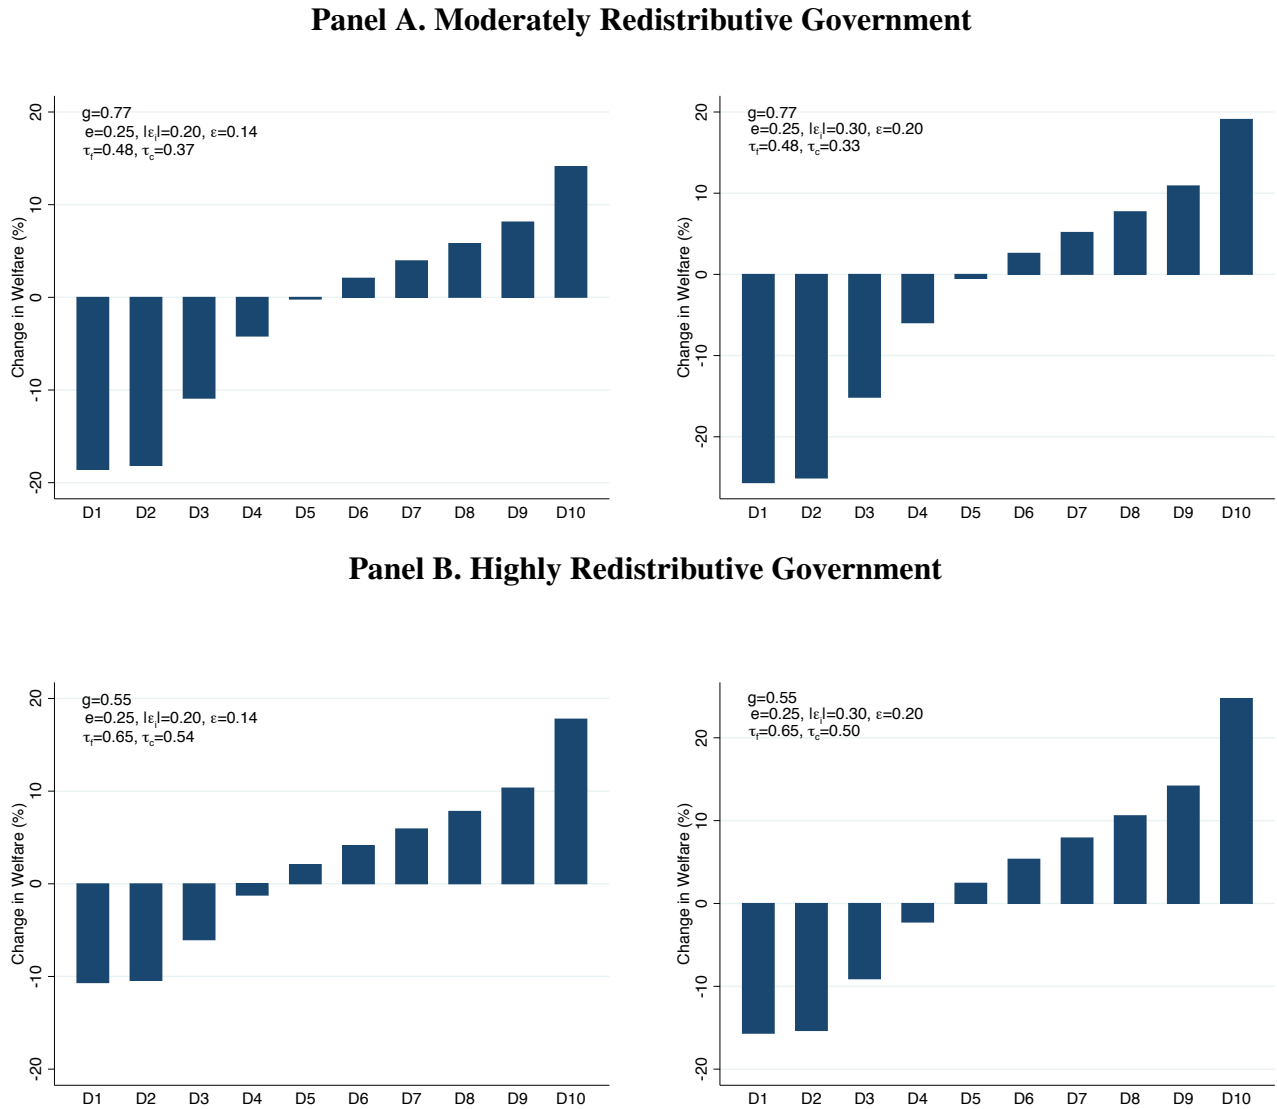 Panel A. Moderately Redistributive Government
g=0.77
e=0.25, |εᵢ|=0.20, ε=0.14
τf=0.48, τc=0.37
Change in Welfare (%)
20
10
0
-10
-20
D1 D2 D3 D4 D5 D6 D7 D8 D9 D10
g=0.77
e=0.25, |εᵢ|=0.30, ε=0.20
τf=0.48, τc=0.33
Change in Welfare (%)
20
10
0
-10
-20
D1 D2 D3 D4 D5 D6 D7 D8 D9 D10
Panel B. Highly Redistributive Government
g=0.55
e=0.25, |εᵢ|=0.20, ε=0.14
τf=0.65, τc=0.54
Change in Welfare (%)
20
10
0
-10
-20
D1 D2 D3 D4 D5 D6 D7 D8 D9 D10
g=0.55
e=0.25, |εᵢ|=0.30, ε=0.20
τf=0.65, τc=0.50
Change in Welfare (%)
20
10
0
-10
-20
D1 D2 D3 D4 D5 D6 D7 D8 D9 D10